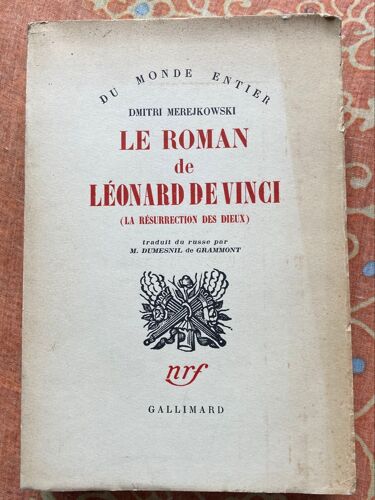 DU MONDE ENTIER
DMITRI MEREJKOWSKI
LE ROMAN
de
LÉONARD DE VINCI
(LA RÉSURRECTION DES DIEUX)
traduit du russe par
M. DUMESNIL de GRAMMONT
nrf
GALLIMARD